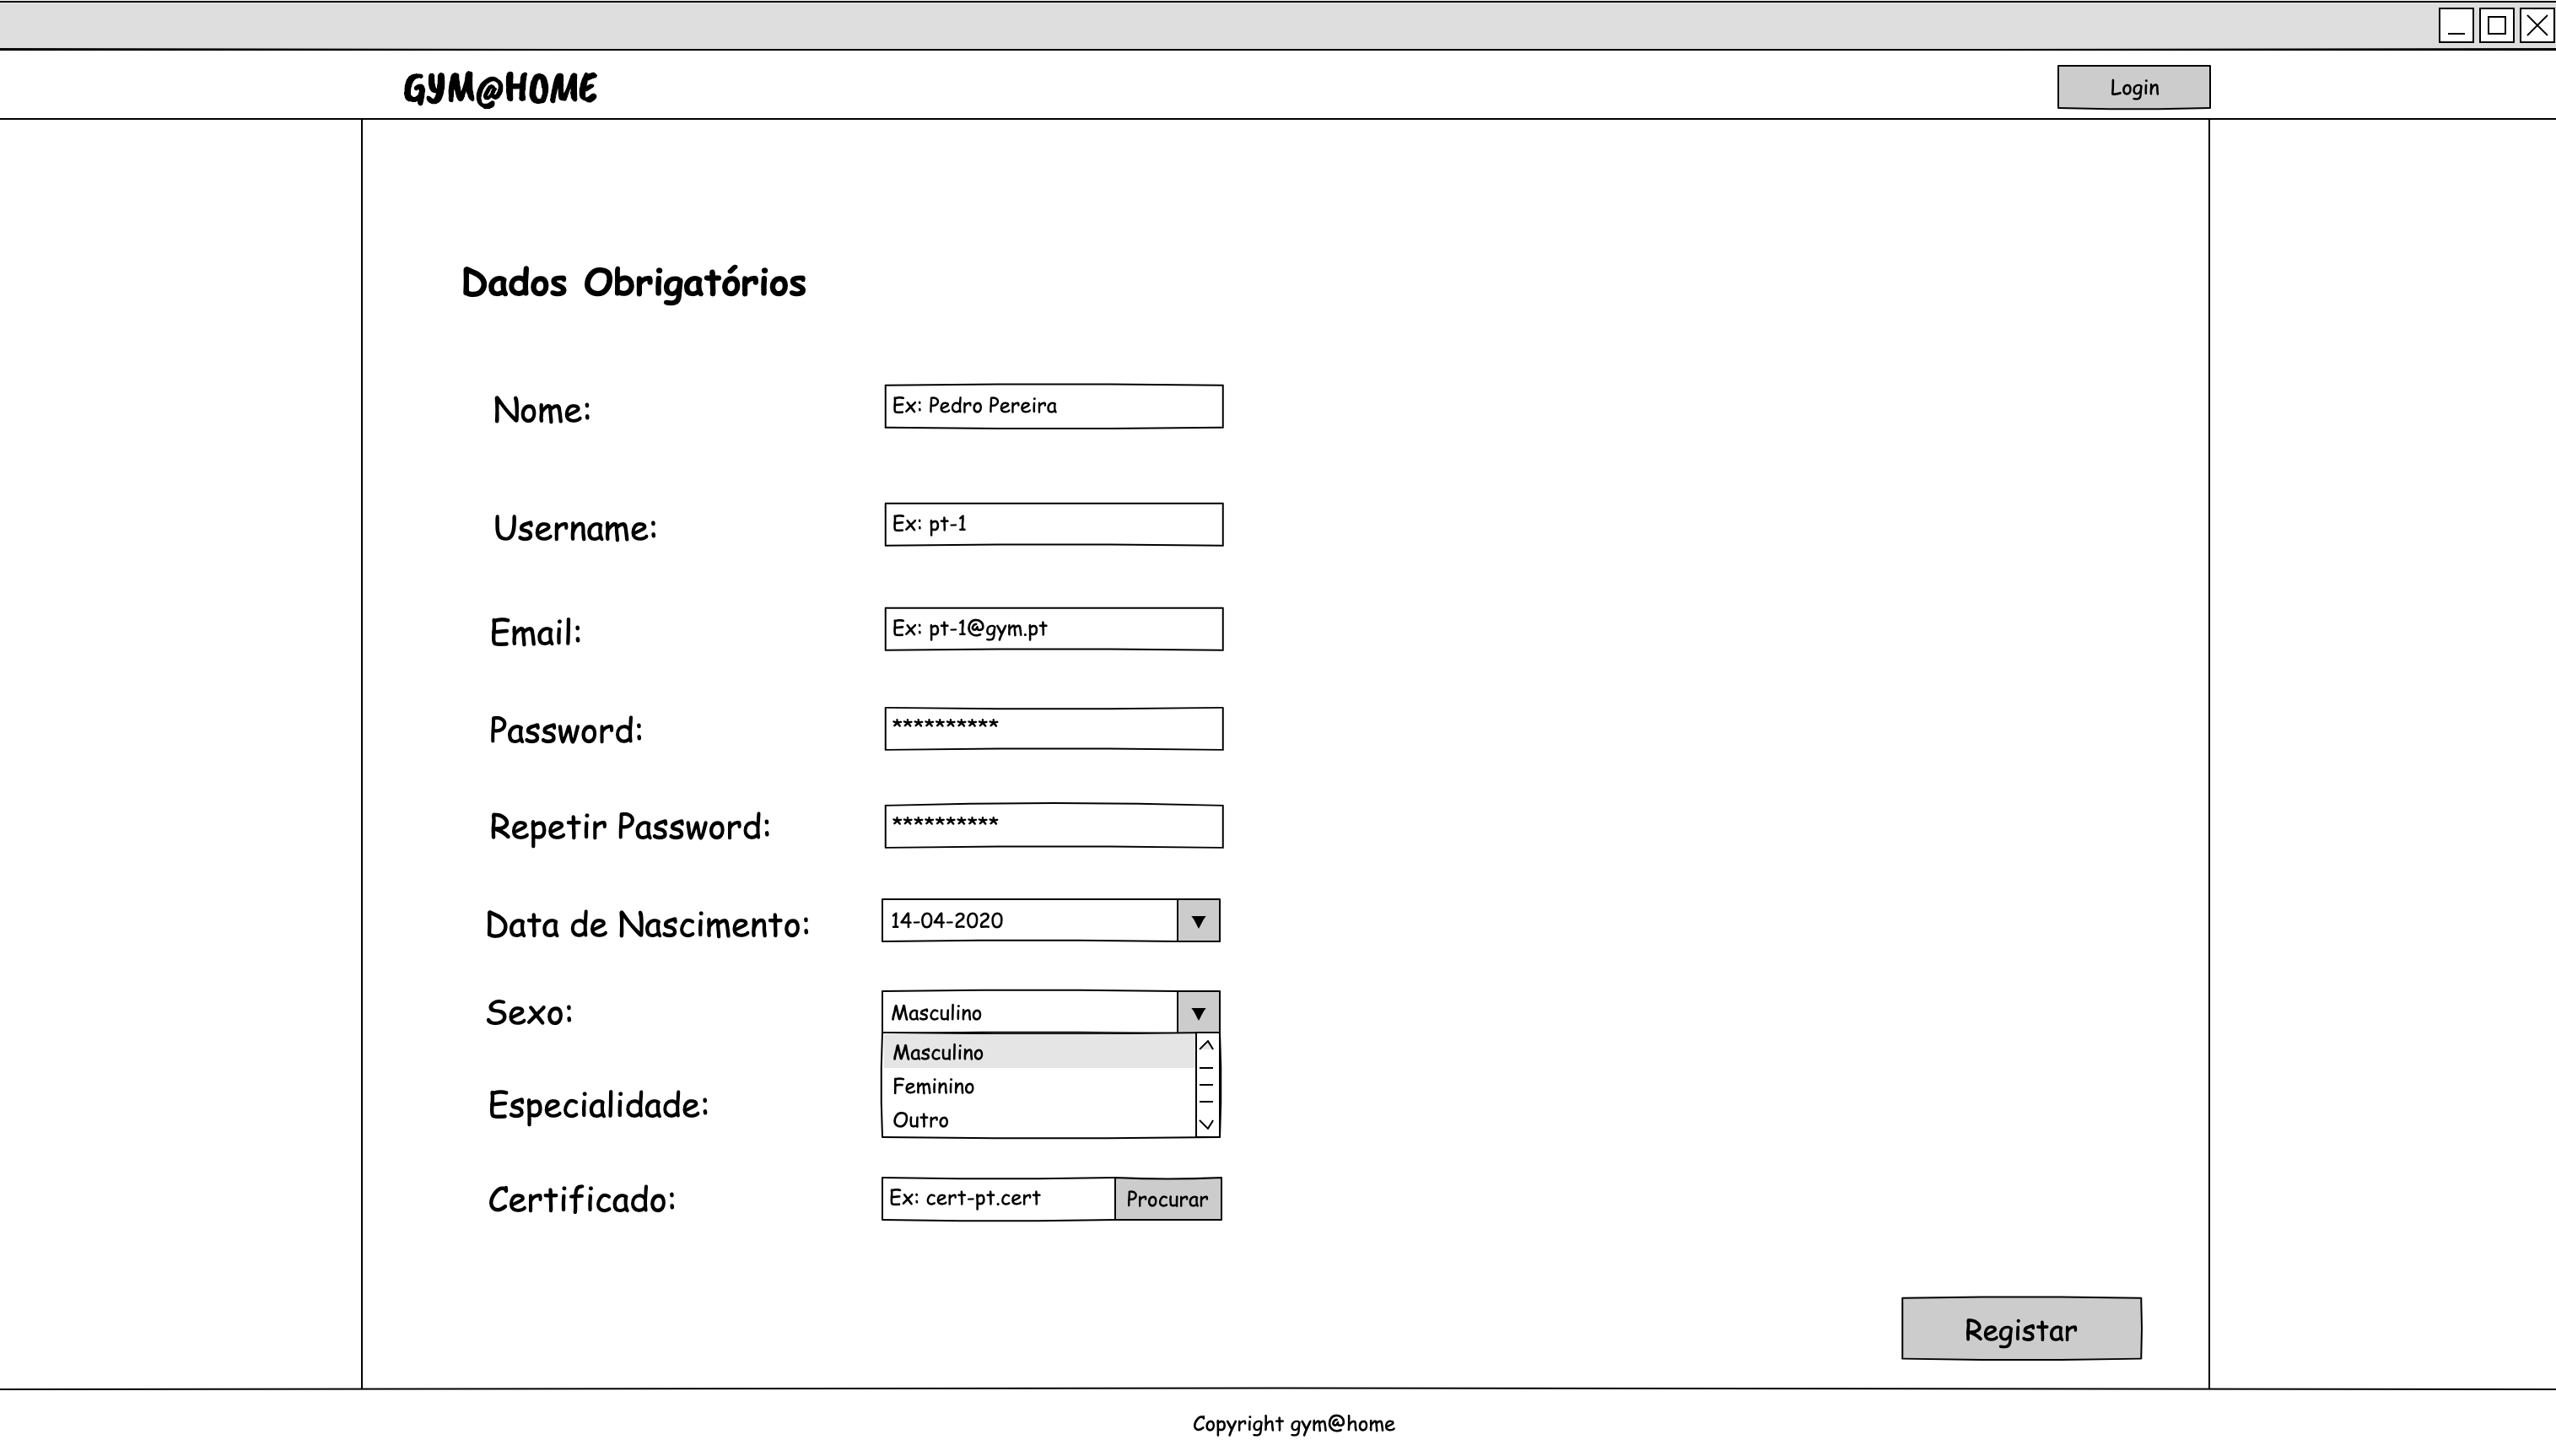 GYM@HOME
Login
Dados Obrigatórios
Nome:
Ex: Pedro Pereira
Username:
Ex: pt-1
Email:
Ex: pt-1@gym.pt
Password:
**********
Repetir Password:
**********
Data de Nascimento:
14-04-2020
Sexo:
Masculino
Masculino
Feminino
Outro
Especialidade:
Certificado:
Ex: cert-pt.cert
Procurar
Registar
Copyright gym@home